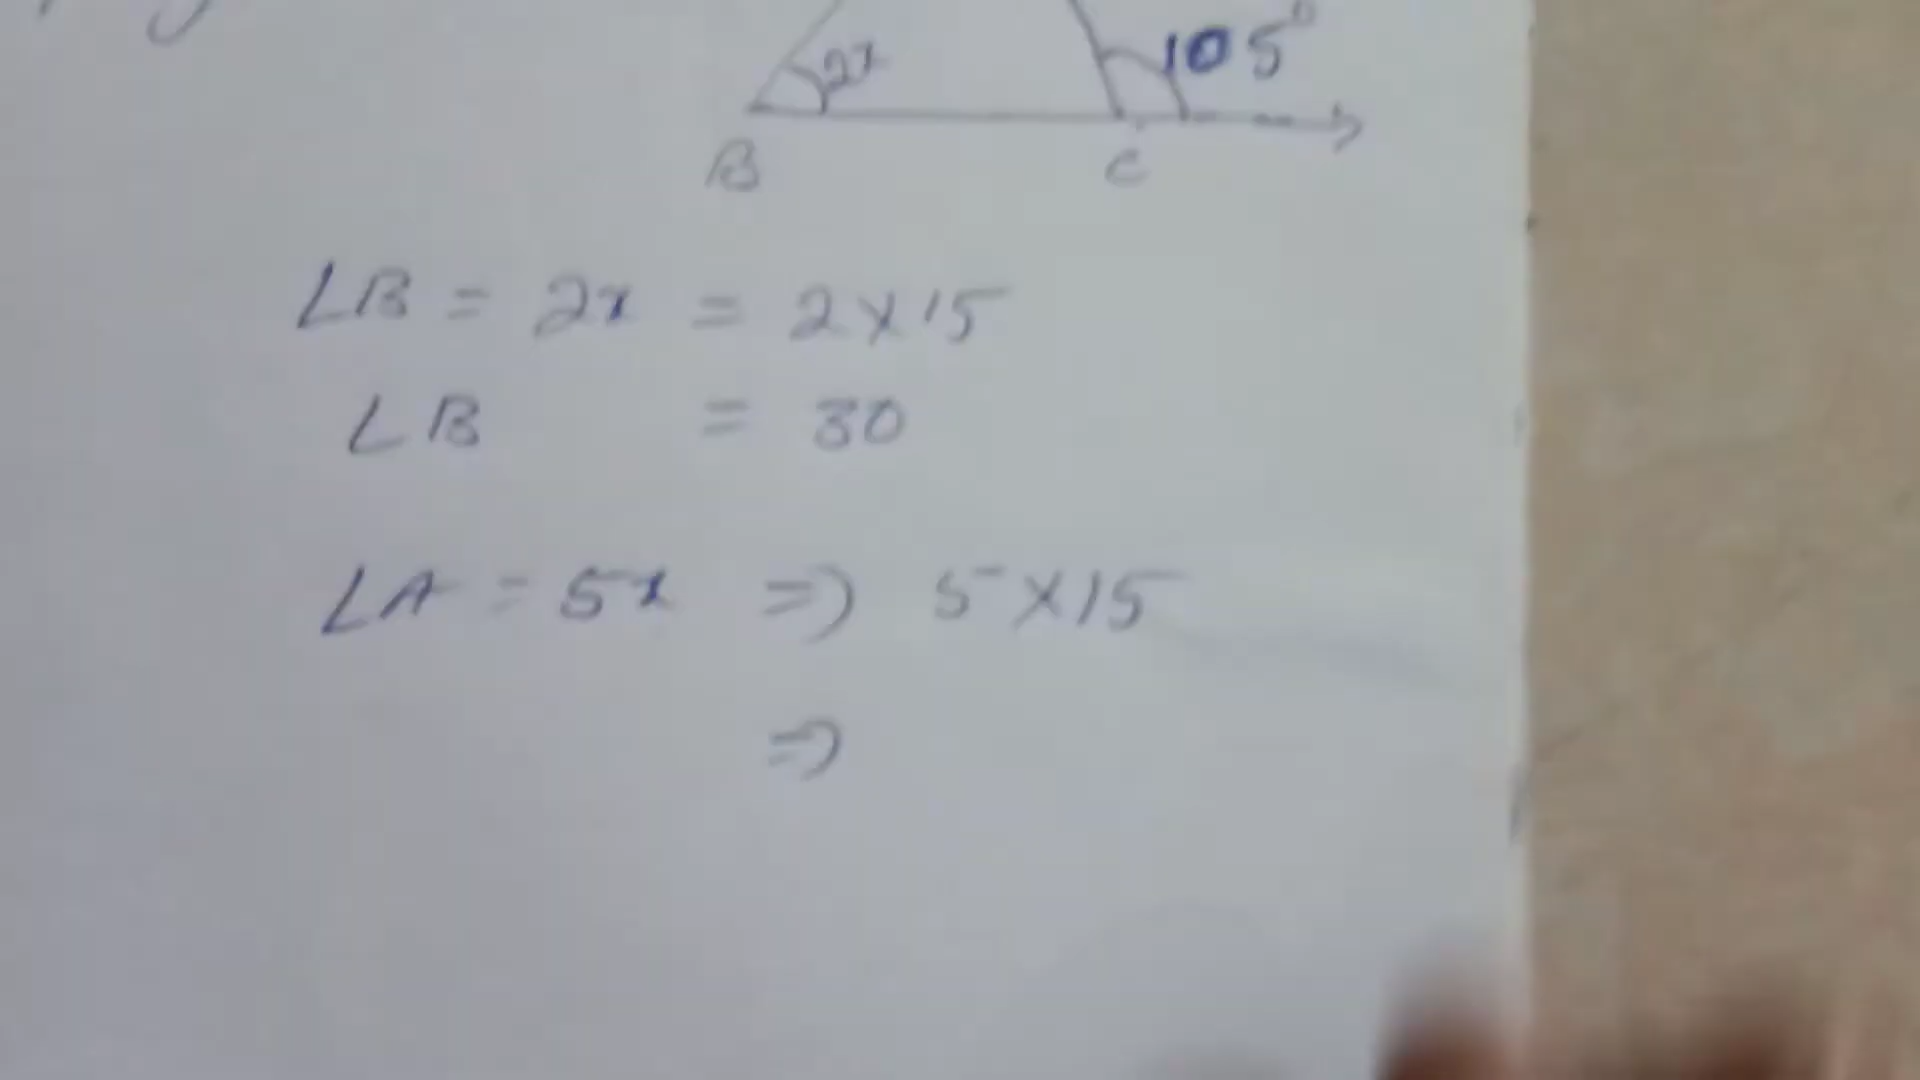 2x 105°
B C
∠B = 2x = 2×15
∠B = 30
∠A = 5x ⇒ 5×15
⇒